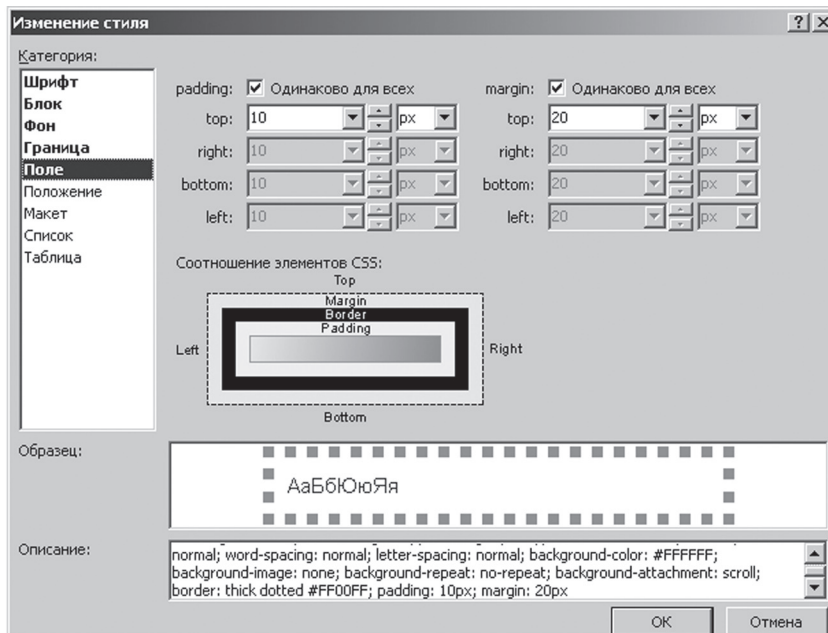 Изменение стиля
Категория:
Шрифт
Блок
Фон
Граница
Поле
Положение
Макет
Список
Таблица
padding: Одинаково для всех
top: 10 px
right: 10 px
bottom: 10 px
left: 10 px
margin: Одинаково для всех
top: 20 px
right: 20 px
bottom: 20 px
left: 20 px
Соотношение элементов CSS:
Top
Margin
Border
Padding
Left
Right
Bottom
Образец:
АаБбЮюЯя
Описание:
normal; word-spacing: normal; letter-spacing: normal; background-color: #FFFFFF;
background-image: none; background-repeat: no-repeat; background-attachment: scroll;
border: thick dotted #FF00FF; padding: 10px; margin: 20px
ОК
Отмена